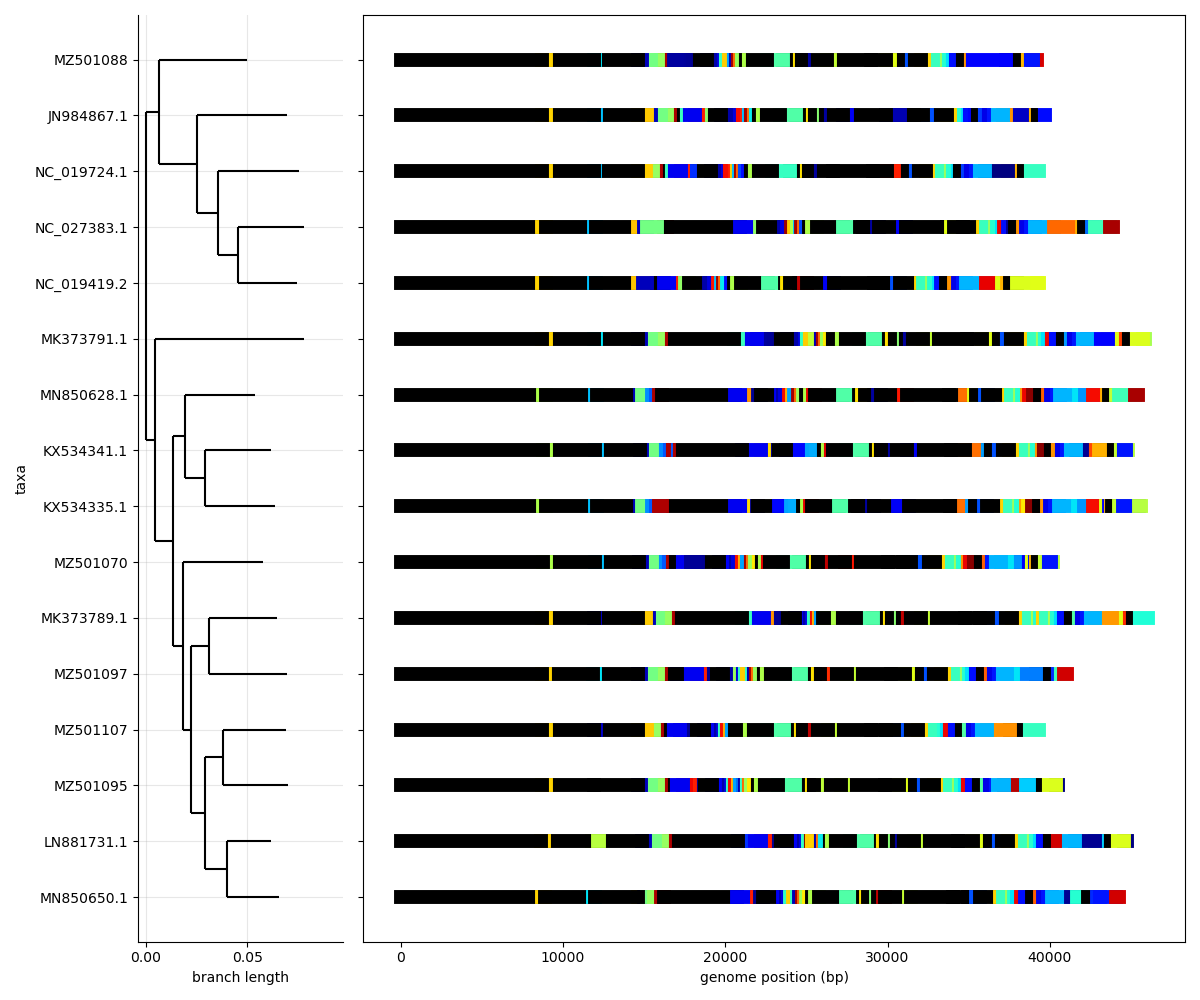 MZ501088
JN984867.1
NC_019724.1
NC_027383.1
NC_019419.2
MK373791.1
MN850628.1
KX534341.1
KX534335.1
MZ501070
MK373789.1
MZ501097
MZ501107
MZ501095
LN881731.1
MN850650.1
taxa
0.00 0.05
branch length
0 10000 20000 30000 40000
genome position (bp)